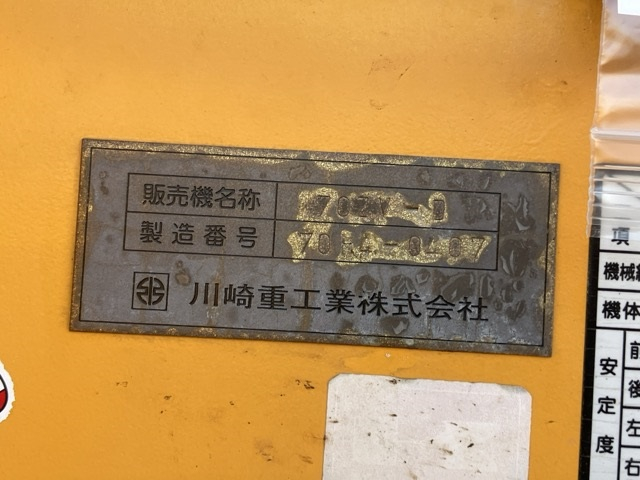 販売機名称
製造番号
川崎重工業株式会社
項
機械
機体
安定度
前
後
左
右